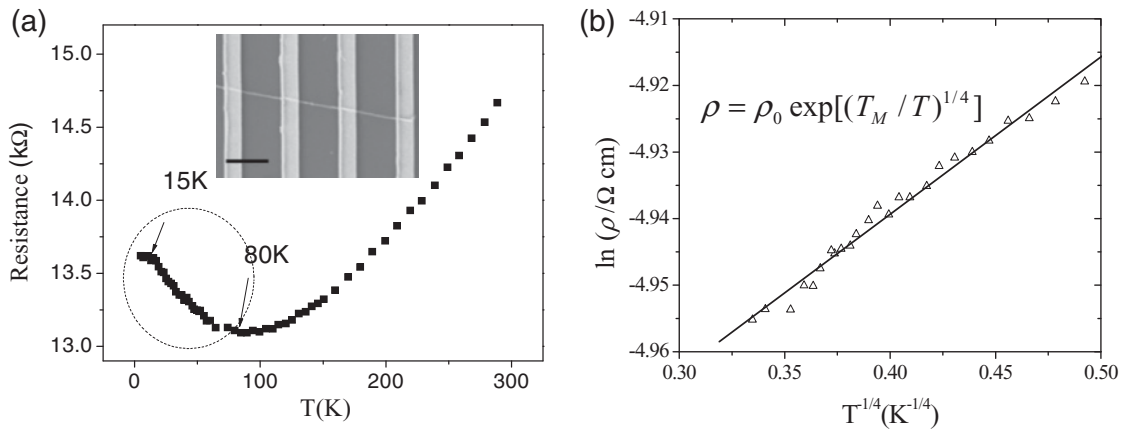 (a)
15.0
14.5
14.0
13.5
13.0
Resistance (kΩ)
15K
80K
0
100
200
300
T(K)
(b)
-4.91
-4.92
-4.93
-4.94
-4.95
-4.96
ln (ρ/Ω cm)
ρ = ρ₀ exp[(T_M / T)^{1/4}]
0.30
0.35
0.40
0.45
0.50
T^{-1/4}(K^{-1/4})